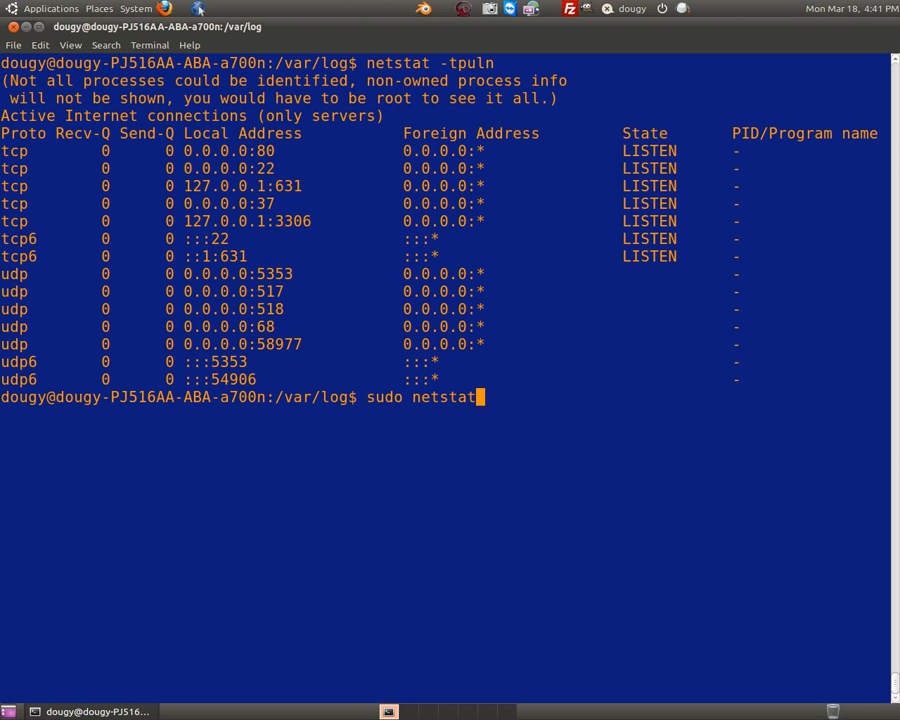 Applications Places System dougy Mon Mar 18, 4:41 PM
dougy@dougy-PJ516AA-ABA-a700n: /var/log
File Edit View Search Terminal Help
dougy@dougy-PJ516AA-ABA-a700n:/var/log$ netstat -tpuln
(Not all processes could be identified, non-owned process info
 will not be shown, you would have to be root to see it all.)
Active Internet connections (only servers)
Proto Recv-Q Send-Q Local Address           Foreign Address         State       PID/Program name
tcp        0      0 0.0.0.0:80              0.0.0.0:*               LISTEN      -
tcp        0      0 0.0.0.0:22              0.0.0.0:*               LISTEN      -
tcp        0      0 127.0.0.1:631           0.0.0.0:*               LISTEN      -
tcp        0      0 0.0.0.0:37              0.0.0.0:*               LISTEN      -
tcp        0      0 127.0.0.1:3306          0.0.0.0:*               LISTEN      -
tcp6       0      0 :::22                   :::*                    LISTEN      -
tcp6       0      0 ::1:631                 :::*                    LISTEN      -
udp        0      0 0.0.0.0:5353            0.0.0.0:*                           -
udp        0      0 0.0.0.0:517             0.0.0.0:*                           -
udp        0      0 0.0.0.0:518             0.0.0.0:*                           -
udp        0      0 0.0.0.0:68              0.0.0.0:*                           -
udp        0      0 0.0.0.0:58977           0.0.0.0:*                           -
udp6       0      0 :::5353                 :::*                                -
udp6       0      0 :::54906                :::*                                -
dougy@dougy-PJ516AA-ABA-a700n:/var/log$ sudo netstat
dougy@dougy-PJ516...